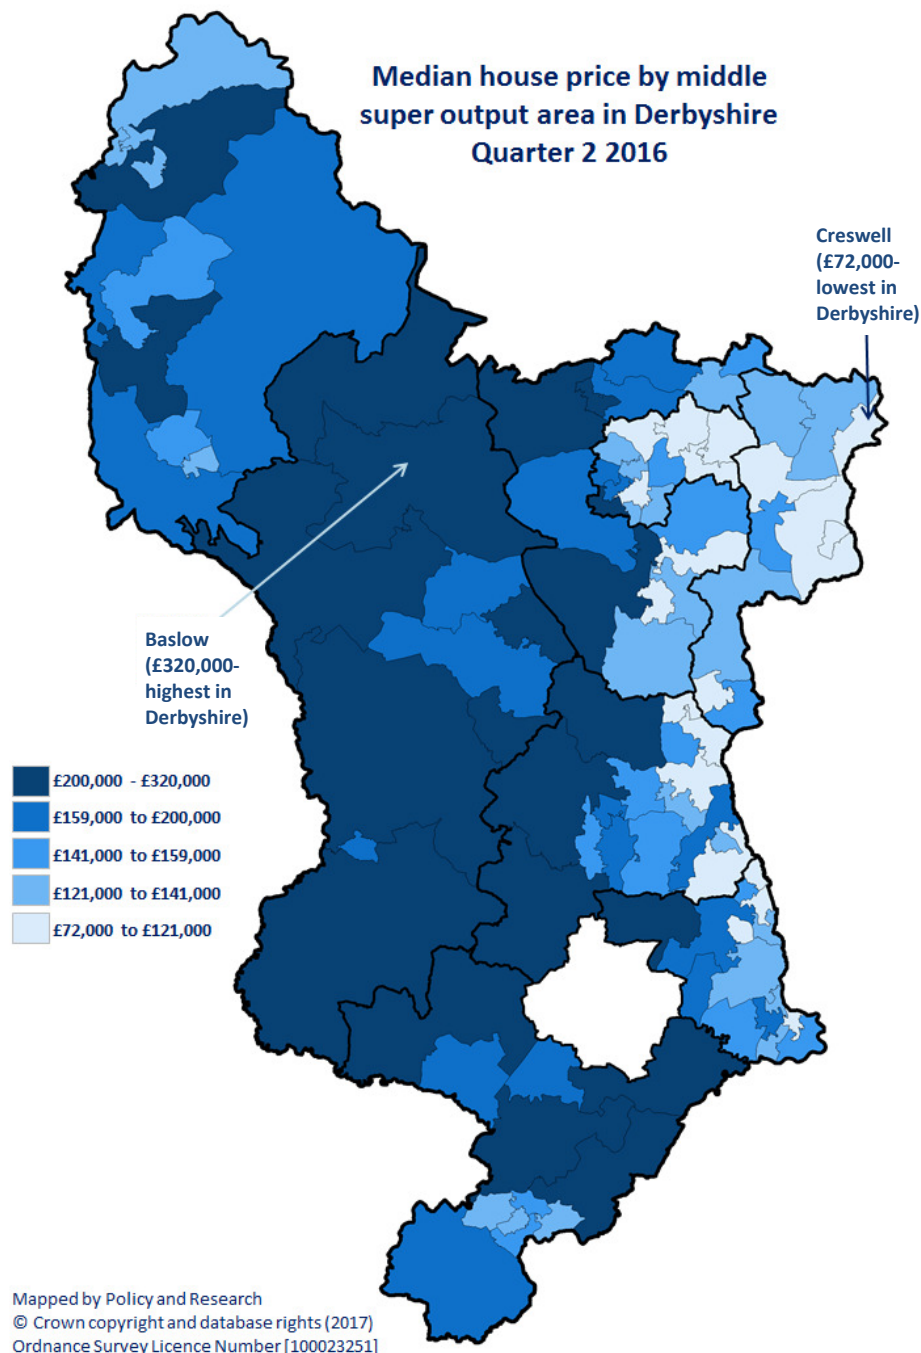 Median house price by middle
super output area in Derbyshire
Quarter 2 2016
Creswell
(£72,000-
lowest in
Derbyshire)
Baslow
(£320,000-
highest in
Derbyshire)
£200,000 - £320,000
£159,000 to £200,000
£141,000 to £159,000
£121,000 to £141,000
£72,000 to £121,000
Mapped by Policy and Research
© Crown copyright and database rights (2017)
Ordnance Survey Licence Number [100023251]